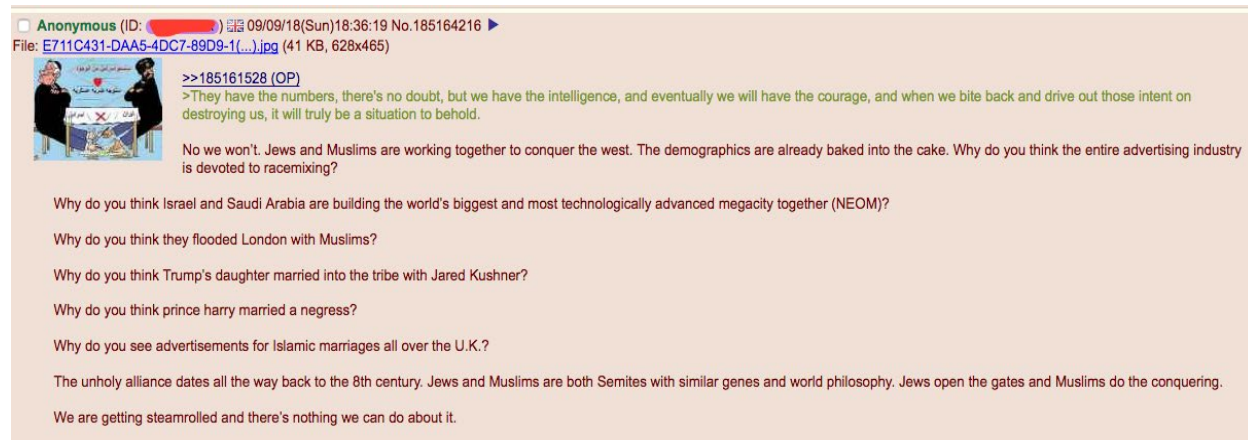 Anonymous (ID: ) 09/09/18(Sun)18:36:19 No.185164216 ▶
File: E711C431-DAA5-4DC7-89D9-1(...).jpg (41 KB, 628x465)
>>185161528 (OP)
>They have the numbers, there's no doubt, but we have the intelligence, and eventually we will have the courage, and when we bite back and drive out those intent on
destroying us, it will truly be a situation to behold.
No we won't. Jews and Muslims are working together to conquer the west. The demographics are already baked into the cake. Why do you think the entire advertising industry
is devoted to racemixing?
Why do you think Israel and Saudi Arabia are building the world's biggest and most technologically advanced megacity together (NEOM)?
Why do you think they flooded London with Muslims?
Why do you think Trump's daughter married into the tribe with Jared Kushner?
Why do you think prince harry married a negress?
Why do you see advertisements for Islamic marriages all over the U.K.?
The unholy alliance dates all the way back to the 8th century. Jews and Muslims are both Semites with similar genes and world philosophy. Jews open the gates and Muslims do the conquering.
We are getting steamrolled and there's nothing we can do about it.